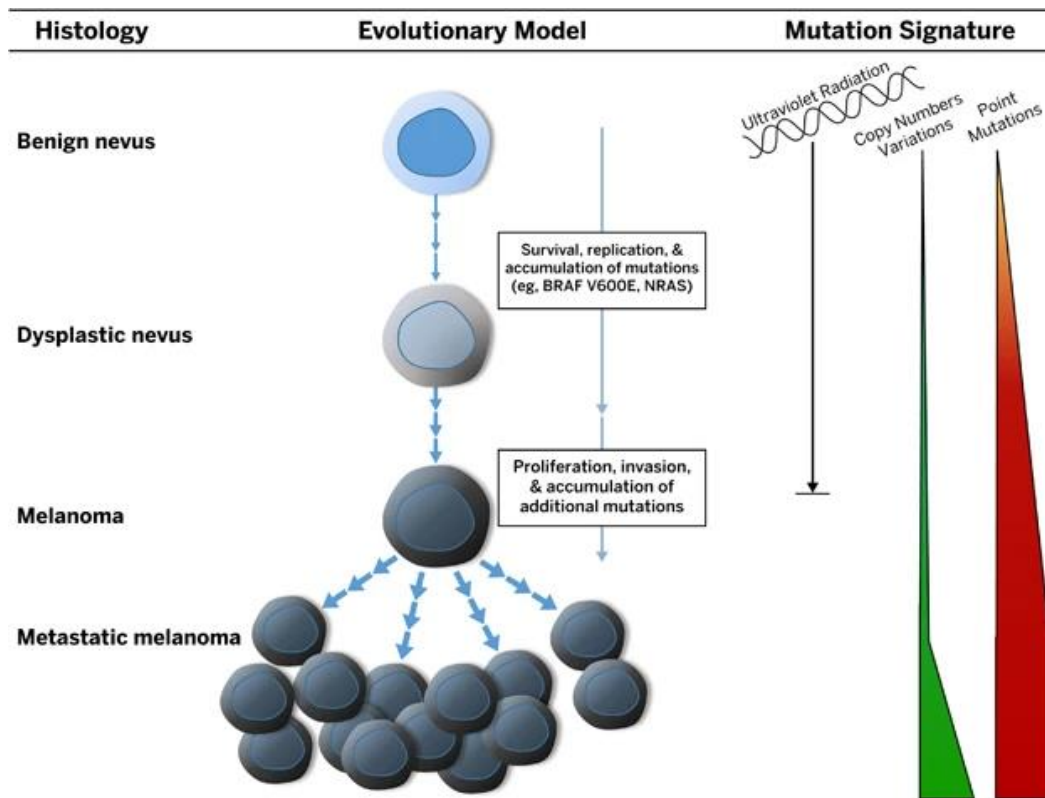 Histology
Evolutionary Model
Mutation Signature
Ultraviolet Radiation
Copy Numbers
Variations
Point
Mutations
Benign nevus
Survival, replication, &
accumulation of mutations
(eg, BRAF V600E, NRAS)
Dysplastic nevus
Proliferation, invasion,
& accumulation of
additional mutations
Melanoma
Metastatic melanoma